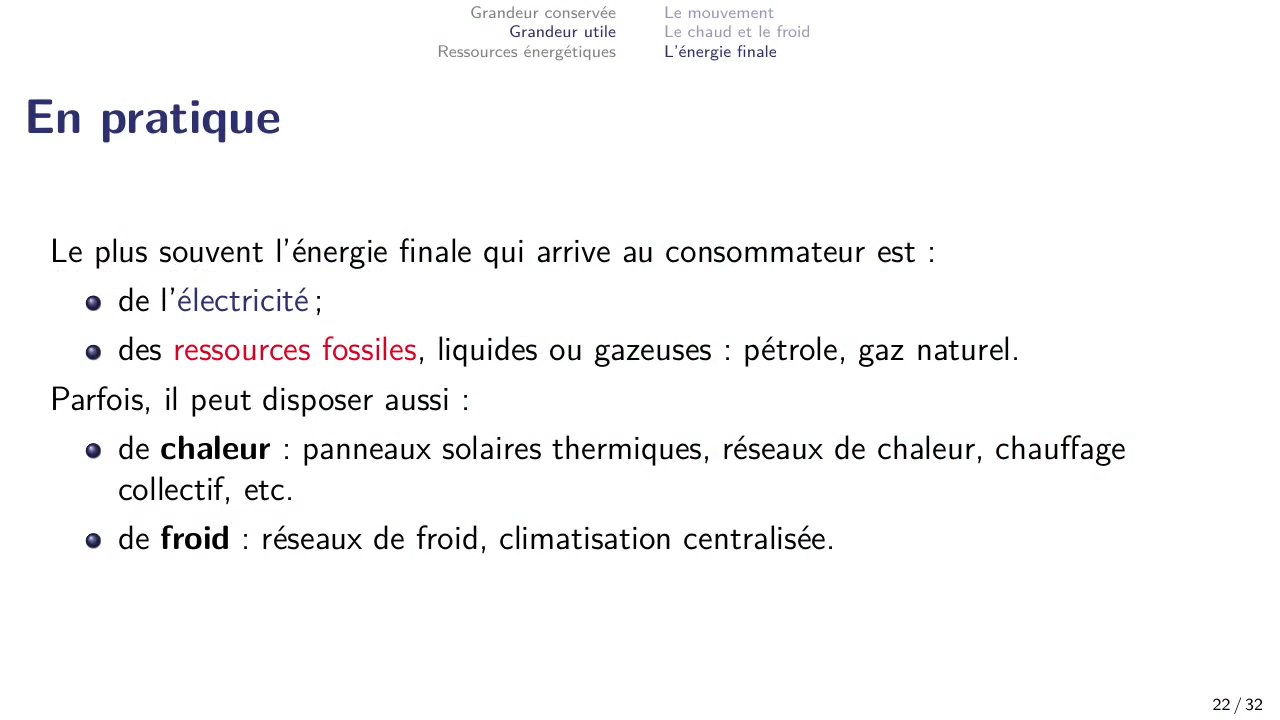 Grandeur conservée
Grandeur utile
Ressources énergétiques
Le mouvement
Le chaud et le froid
L'énergie finale
En pratique
Le plus souvent l'énergie finale qui arrive au consommateur est :
de l'électricité ;
des ressources fossiles, liquides ou gazeuses : pétrole, gaz naturel.
Parfois, il peut disposer aussi :
de chaleur : panneaux solaires thermiques, réseaux de chaleur, chauffage
collectif, etc.
de froid : réseaux de froid, climatisation centralisée.
22 / 32